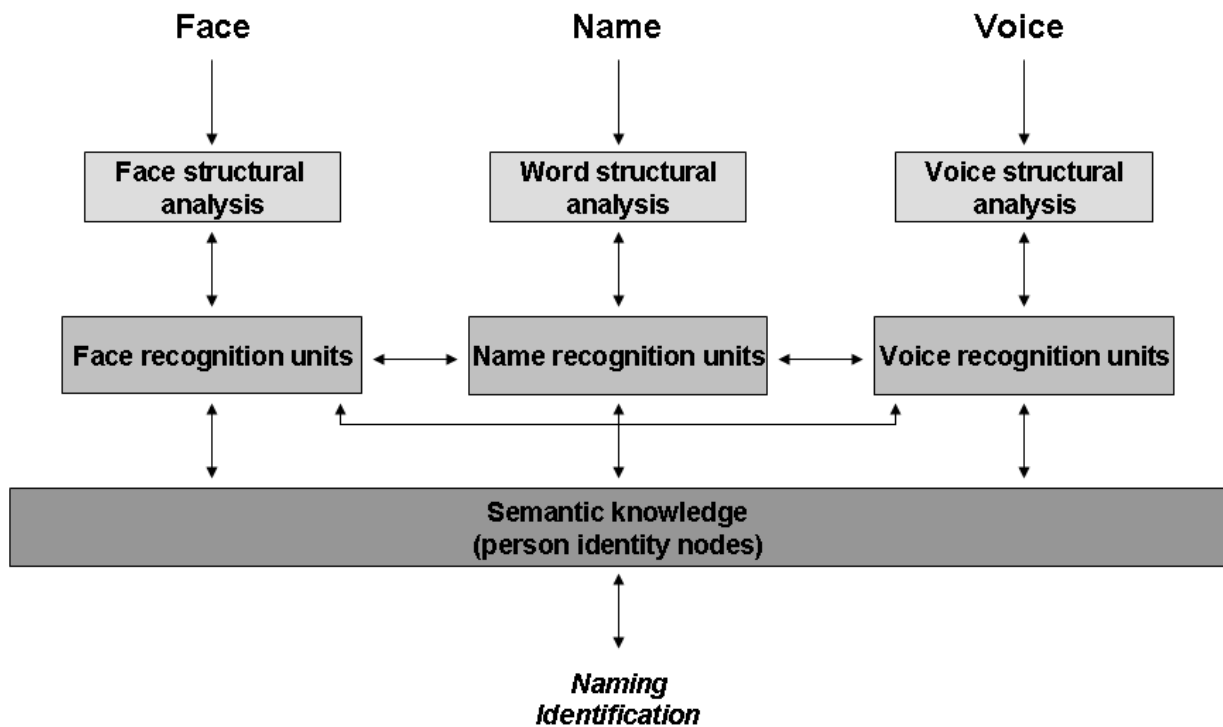 Face
Name
Voice
Face structural
analysis
Word structural
analysis
Voice structural
analysis
Face recognition units
Name recognition units
Voice recognition units
Semantic knowledge
(person identity nodes)
Naming
Identification